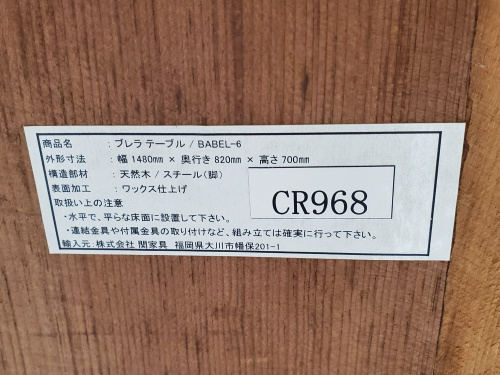 商品名 : ブレラ テーブル / BABEL-6
外形寸法 : 幅 1480mm × 奥行き 820mm × 高さ 700mm
構造部材 : 天然木 / スチール(脚)
表面加工 : ワックス仕上げ
取扱い上の注意
・水平で、平らな床面に設置して下さい。
・連結金具や付属金具の取り付けなど、組み立ては確実に行って下さい。
輸入元:株式会社 関家具 福岡県大川市幡保201-1
CR968